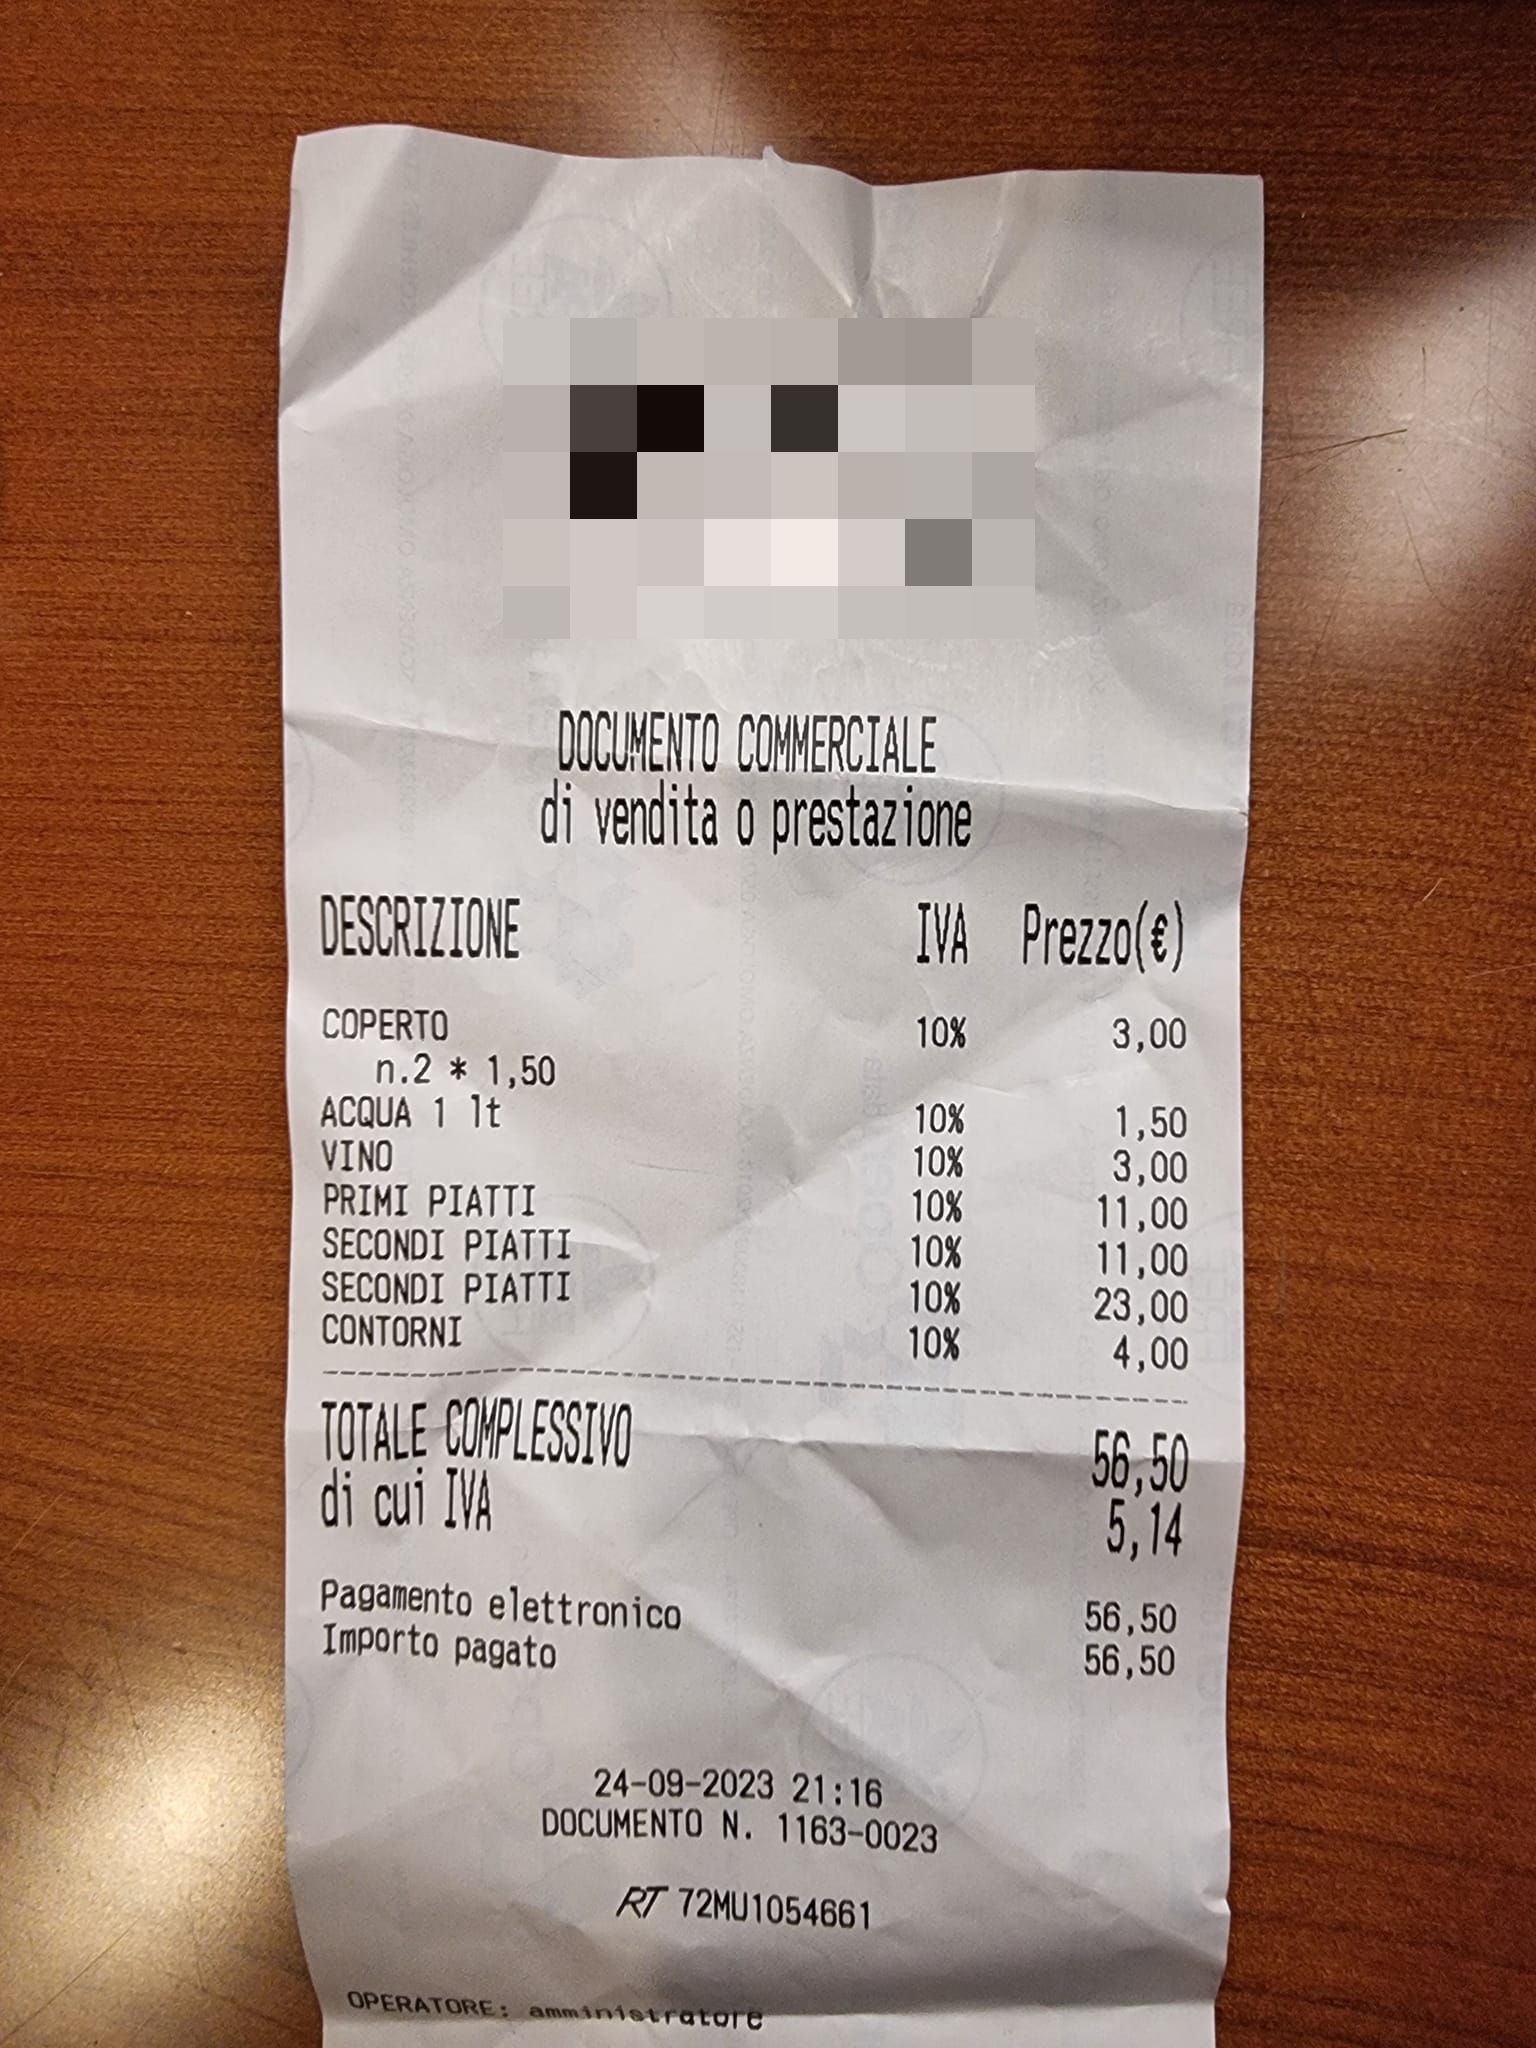 DOCUMENTO COMMERCIALE
di vendita o prestazione
DESCRIZIONE IVA Prezzo(€)
COPERTO 10% 3,00
n.2 * 1,50
ACQUA 1 lt 10% 1,50
VINO 10% 3,00
PRIMI PIATTI 10% 11,00
SECONDI PIATTI 10% 11,00
SECONDI PIATTI 10% 23,00
CONTORNI 10% 4,00
TOTALE COMPLESSIVO 56,50
di cui IVA 5,14
Pagamento elettronico 56,50
Importo pagato 56,50
24-09-2023 21:16
DOCUMENTO N. 1163-0023
RT 72MU1054661
OPERATORE: amministratore